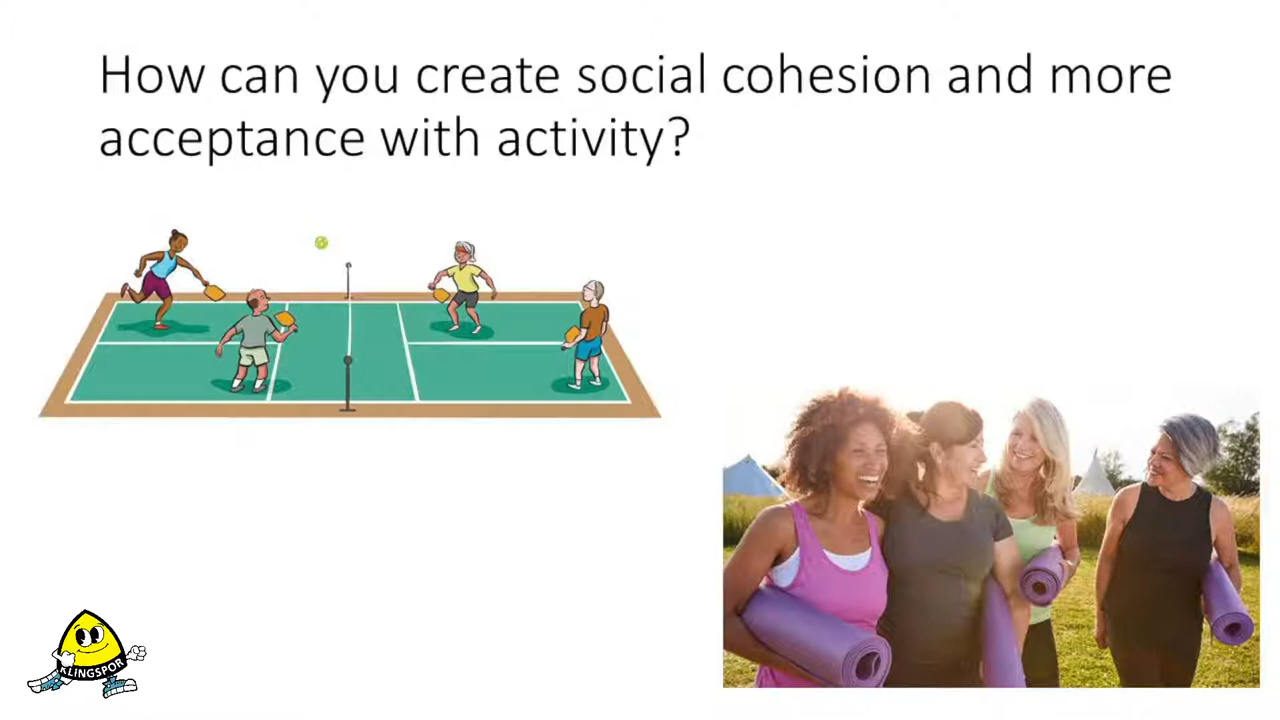 How can you create social cohesion and more
acceptance with activity?
KLINGSPOR